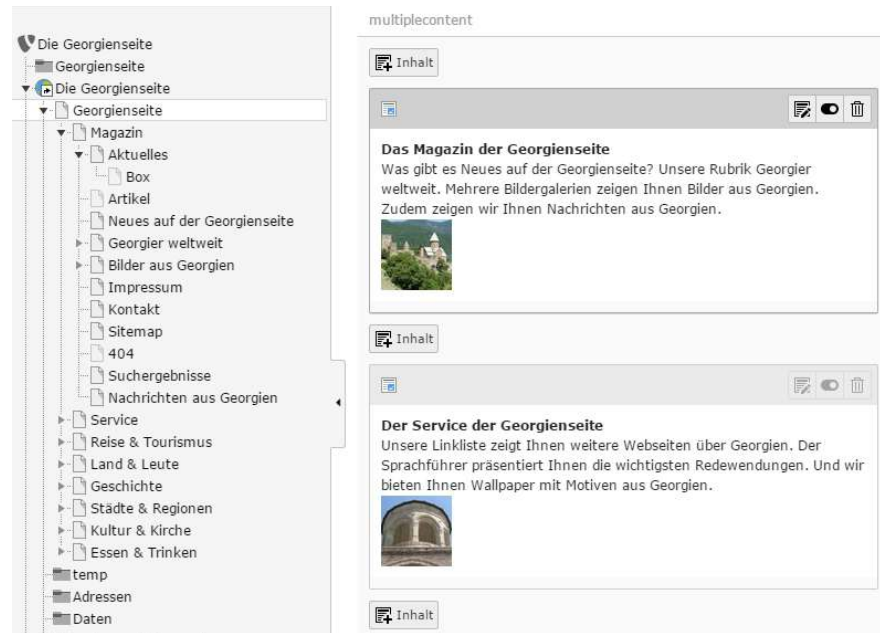 Die Georgienseite
Georgienseite
Die Georgienseite
Georgienseite
Magazin
Aktuelles
Box
Artikel
Neues auf der Georgienseite
Georgier weltweit
Bilder aus Georgien
Impressum
Kontakt
Sitemap
404
Suchergebnisse
Nachrichten aus Georgien
Service
Reise & Tourismus
Land & Leute
Geschichte
Städte & Regionen
Kultur & Kirche
Essen & Trinken
temp
Adressen
Daten
multiplecontent
Inhalt
Das Magazin der Georgienseite
Was gibt es Neues auf der Georgienseite? Unsere Rubrik Georgier
weltweit. Mehrere Bildergalerien zeigen Ihnen Bilder aus Georgien.
Zudem zeigen wir Ihnen Nachrichten aus Georgien.
Inhalt
Der Service der Georgienseite
Unsere Linkliste zeigt Ihnen weitere Webseiten über Georgien. Der
Sprachführer präsentiert Ihnen die wichtigsten Redewendungen. Und wir
bieten Ihnen Wallpaper mit Motiven aus Georgien.
Inhalt